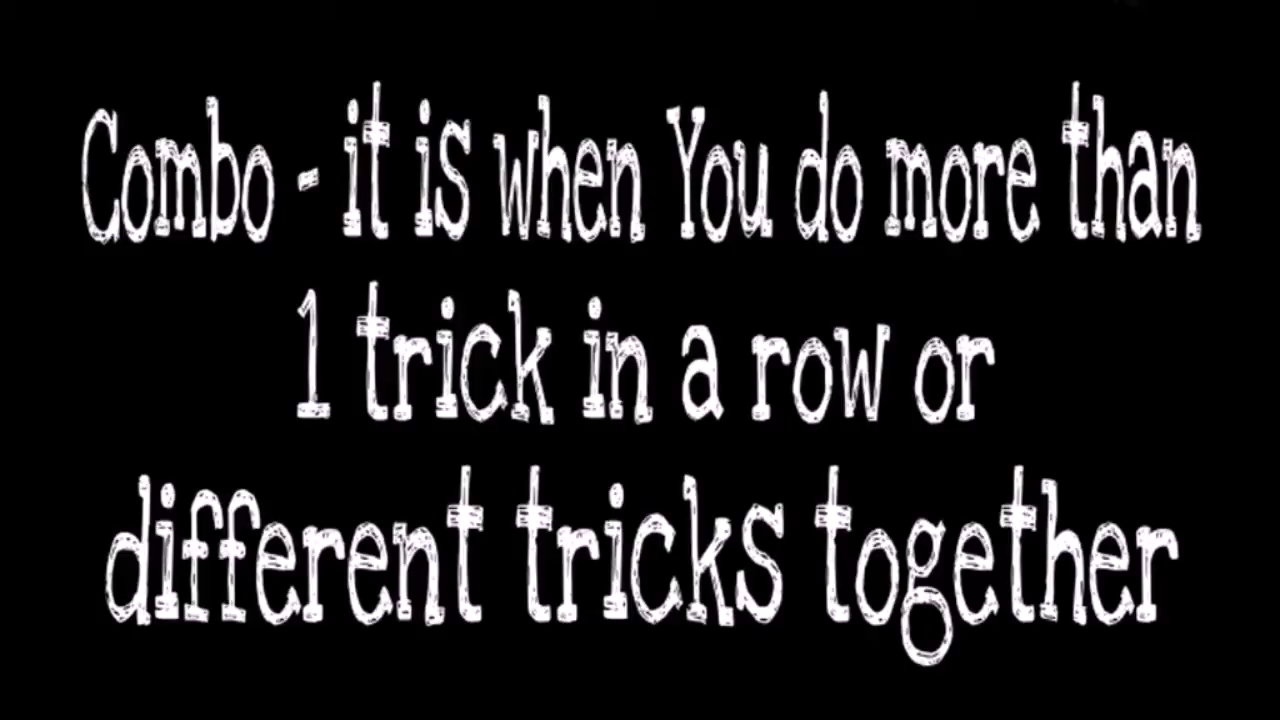 Combo - it is when You do more than
1 trick in a row or
different tricks together